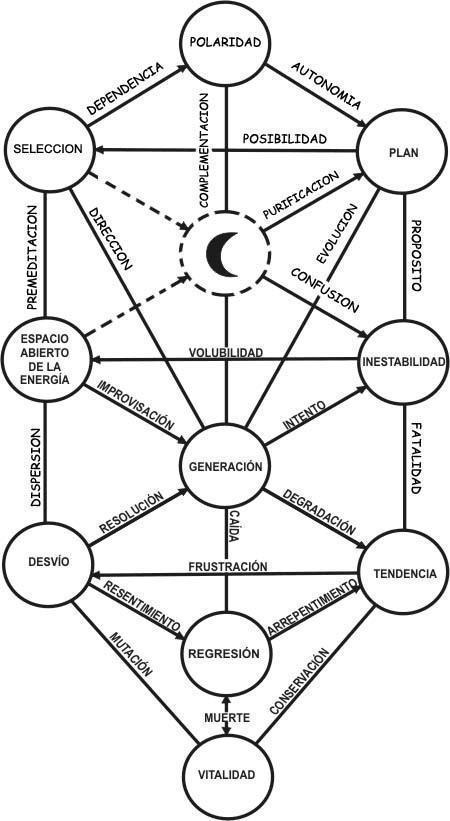 POLARIDAD
DEPENDENCIA
AUTONOMIA
COMPLEMENTACION
POSIBILIDAD
SELECCION
PLAN
PURIFICACION
DIRECCION
EVOLUCION
PREMEDITACION
PROPOSITO
CONFUSION
ESPACIO
ABIERTO
DE LA
ENERGÍA
VOLUBILIDAD
INESTABILIDAD
IMPROVISACIÓN
INTENTO
DISPERSION
FATALIDAD
GENERACIÓN
RESOLUCIÓN
CAÍDA
DEGRADACIÓN
DESVÍO
FRUSTRACIÓN
TENDENCIA
RESENTIMIENTO
ARREPENTIMIENTO
REGRESIÓN
MUTACIÓN
CONSERVACIÓN
MUERTE
VITALIDAD